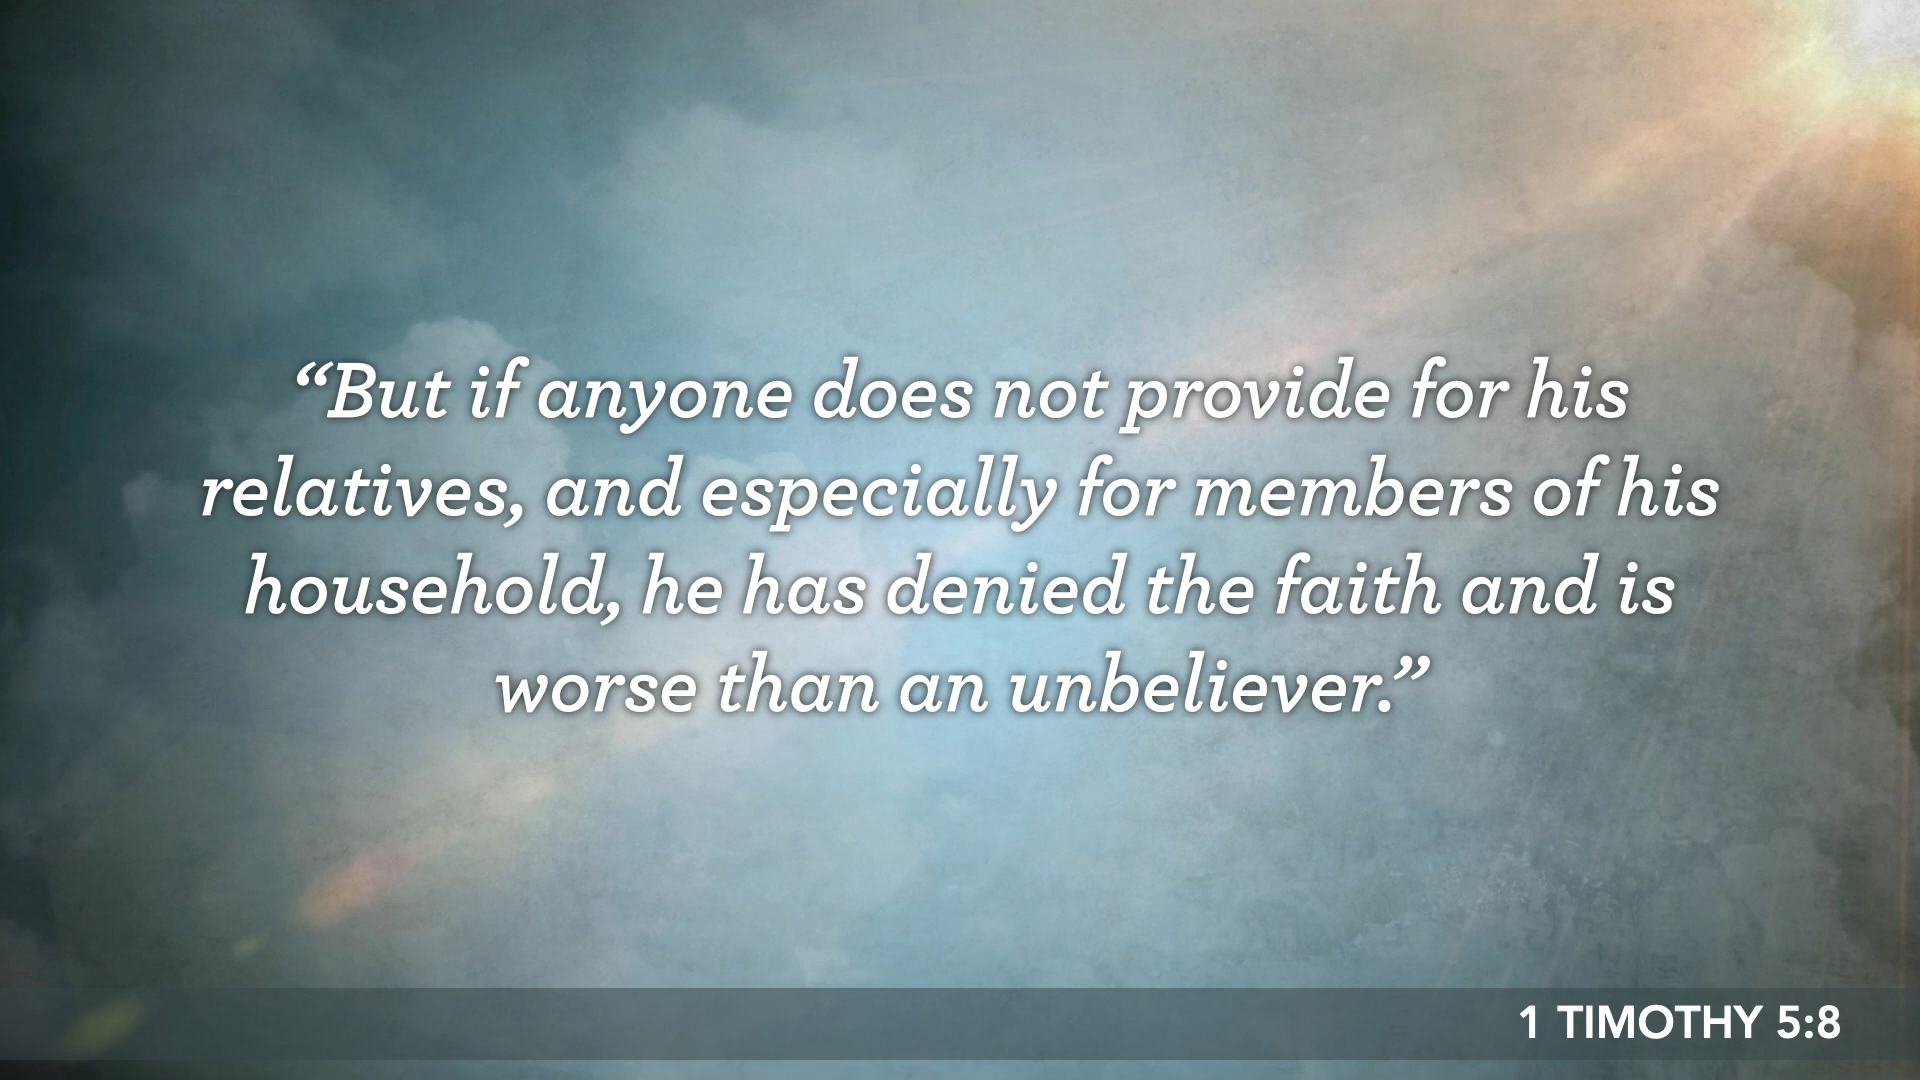 “But if anyone does not provide for his
relatives, and especially for members of his
household, he has denied the faith and is
worse than an unbeliever.”
1 TIMOTHY 5:8